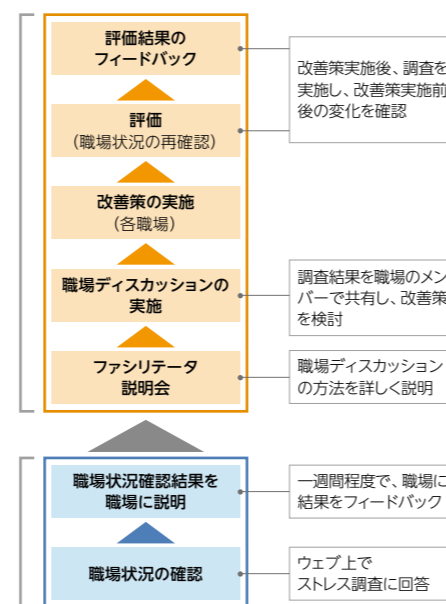 評価結果の
フィードバック
改善策実施後、調査を
実施し、改善策実施前
後の変化を確認
評価
（職場状況の再確認）
改善策の実施
（各職場）
職場ディスカッションの
実施
調査結果を職場のメン
バーで共有し、改善策
を検討
ファシリテータ
説明会
職場ディスカッション
の方法を詳しく説明
職場状況確認結果を
職場に説明
一週間程度で、職場に
結果をフィードバック
職場状況の確認
ウェブ上で
ストレス調査に回答